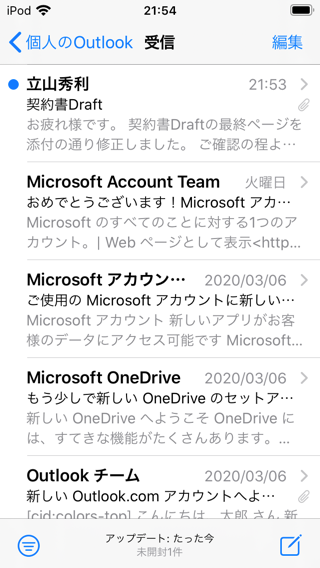 iPod 21:54
個人のOutlook 受信 編集
立山秀利 21:53
契約書Draft
お疲れ様です。 契約書Draftの最終ページを
添付の通り修正しました。 ご確認の程よ…
Microsoft Account Team 火曜日
おめでとうございます！Microsoft アカ…
Microsoft のすべてのことに対する1つのア
カウント。| Web ページとして表示<http…
Microsoft アカウン… 2020/03/06
ご使用の Microsoft アカウントに新しい…
Microsoft アカウント 新しいアプリがお客
様のデータにアクセス可能です Microsoft…
Microsoft OneDrive 2020/03/06
もう少しで新しい OneDrive のセットア…
新しい OneDrive へようこそ OneDrive に
は、すてきな機能がたくさんあります。…
Outlook チーム 2020/03/06
新しい Outlook.com アカウントへよ…
[cid:colors-top] こんにちは、太郎 さん 新
アップデート: たった今
未開封1件